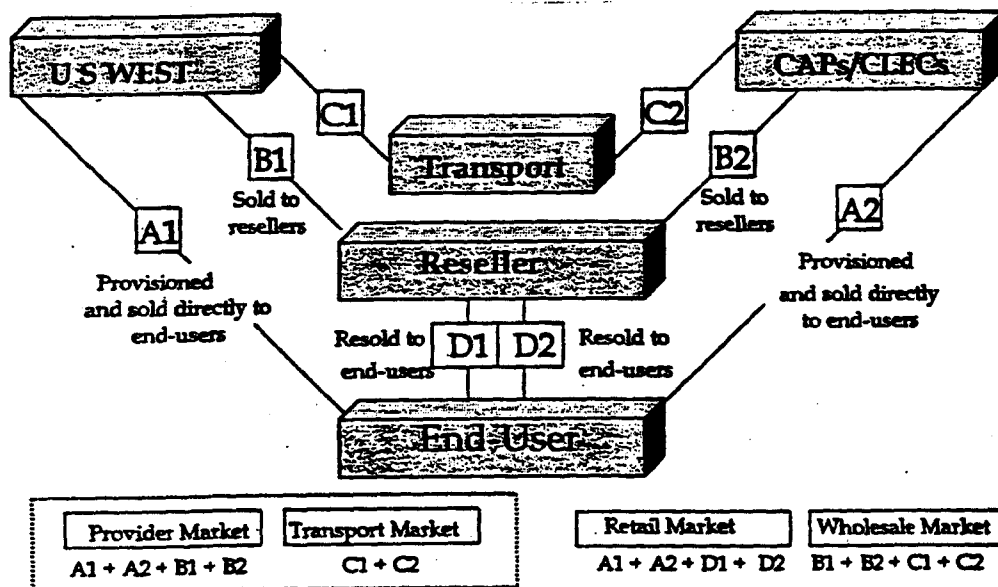 U S WEST
CAPs/CLECs
C1
C2
Transport
B1
B2
Sold to
resellers
Sold to
resellers
A1
A2
Reseller
Provisioned
and sold directly to
end-users
Provisioned
and sold directly
to end-users
Resold to
end-users
D1
D2
Resold to
end-users
End User
Provider Market
Transport Market
Retail Market
Wholesale Market
A1 + A2 + B1 + B2
C1 + C2
A1 + A2 + D1 + D2
B1 + B2 + C1 + C2